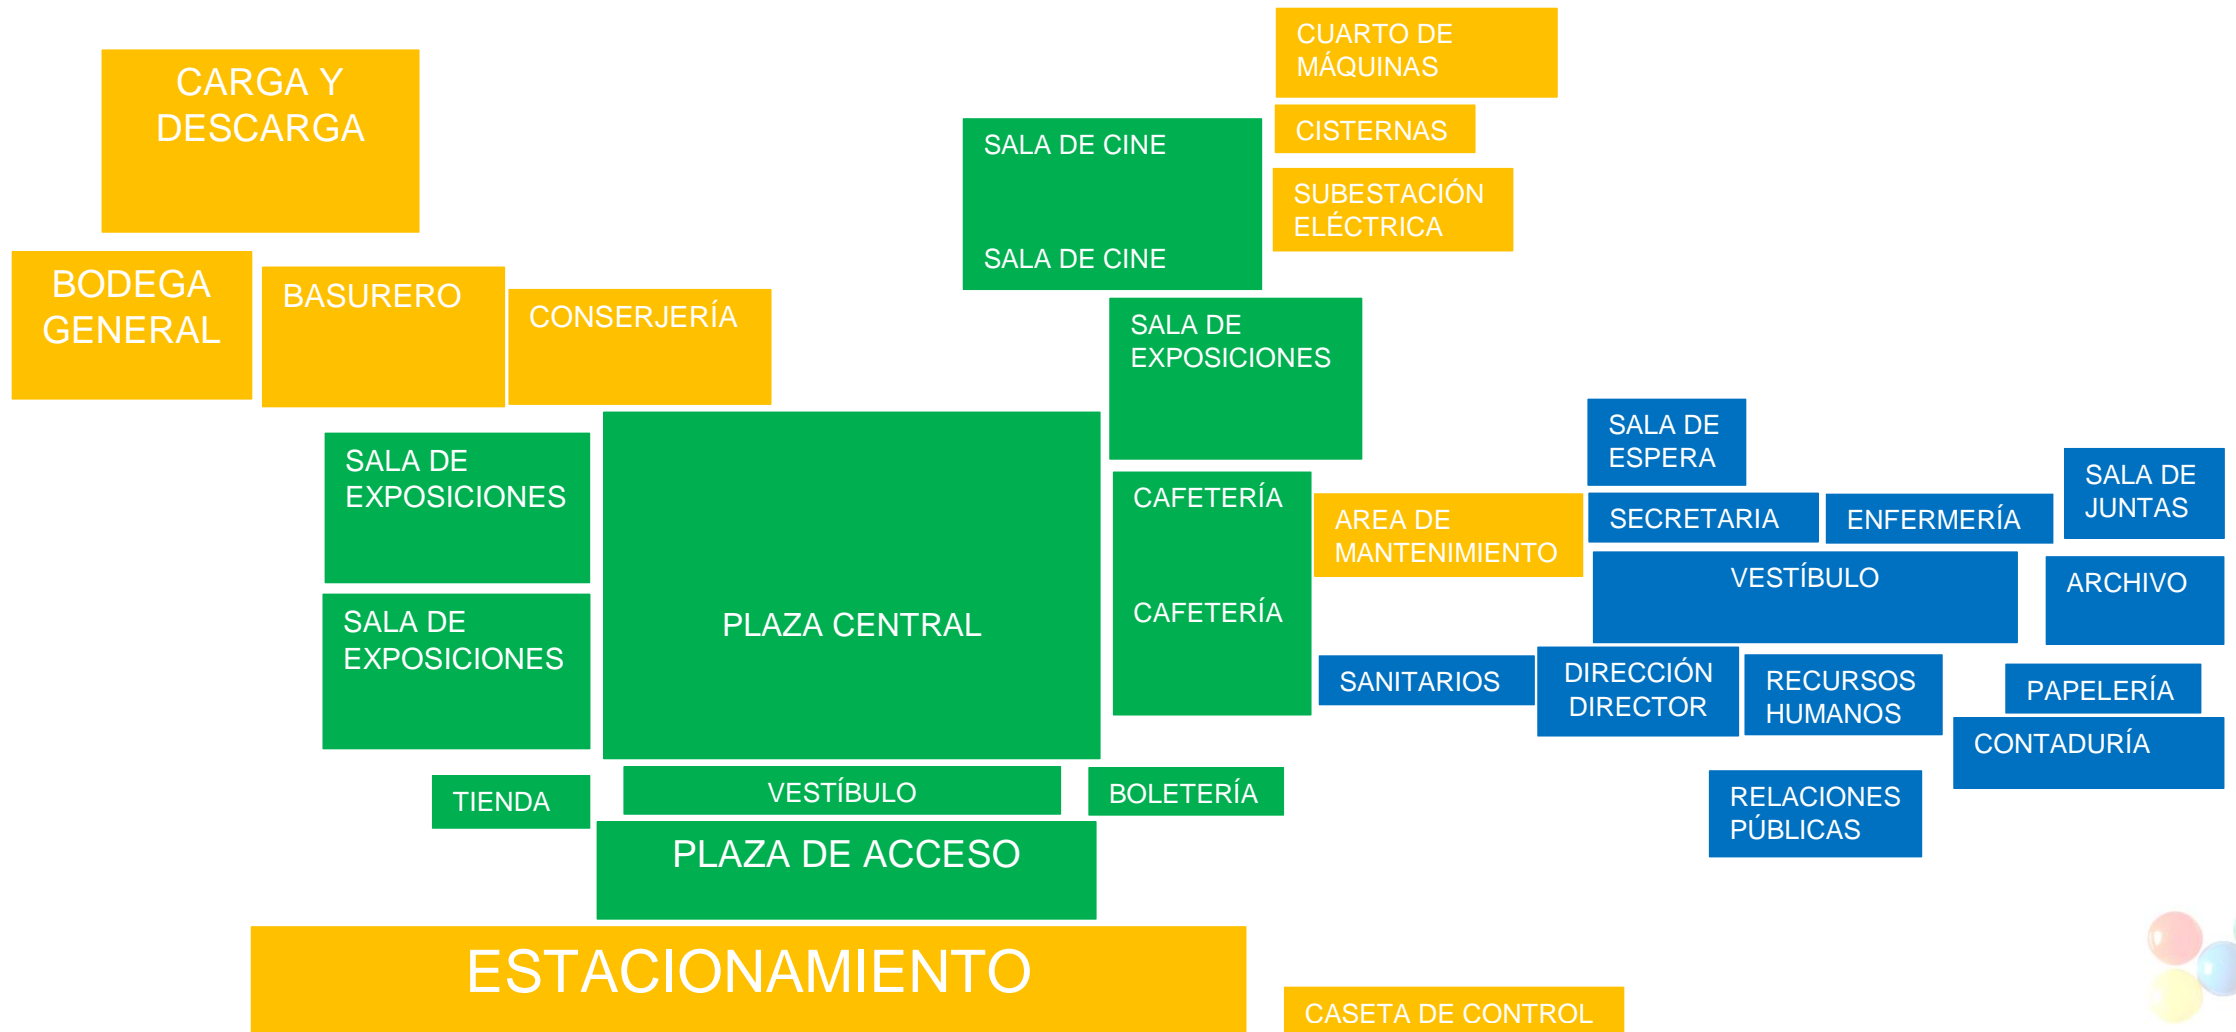 CUARTO DE
MÁQUINAS
CARGA Y
DESCARGA
CISTERNAS
SALA DE CINE
SUBESTACIÓN
ELÉCTRICA
SALA DE CINE
BODEGA
GENERAL
BASURERO
CONSERJERÍA
SALA DE
EXPOSICIONES
SALA DE
ESPERA
SALA DE
EXPOSICIONES
SALA DE
JUNTAS
CAFETERÍA
AREA DE
MANTENIMIENTO
SECRETARIA
ENFERMERÍA
VESTÍBULO
ARCHIVO
SALA DE
EXPOSICIONES
PLAZA CENTRAL
CAFETERÍA
SANITARIOS
DIRECCIÓN
DIRECTOR
RECURSOS
HUMANOS
PAPELERÍA
CONTADURÍA
TIENDA
VESTÍBULO
BOLETERÍA
RELACIONES
PÚBLICAS
PLAZA DE ACCESO
ESTACIONAMIENTO
CASETA DE CONTROL